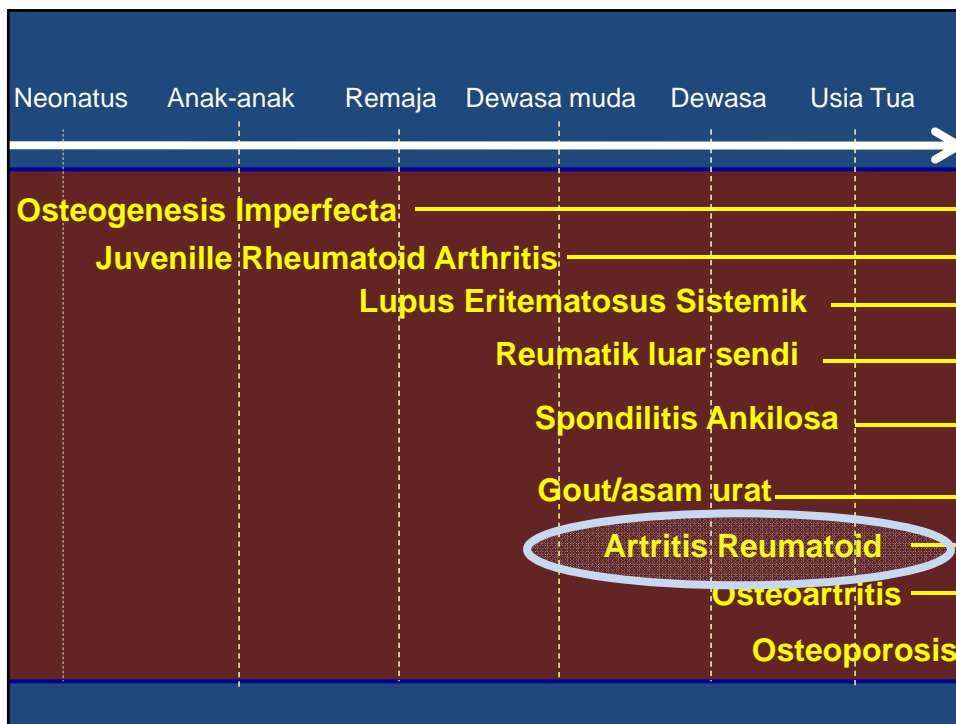 Neonatus Anak-anak Remaja Dewasa muda Dewasa Usia Tua
Osteogenesis Imperfecta
Juvenille Rheumatoid Arthritis
Lupus Eritematosus Sistemik
Reumatik luar sendi
Spondilitis Ankilosa
Gout/asam urat
Artritis Reumatoid
Osteoartritis
Osteoporosis